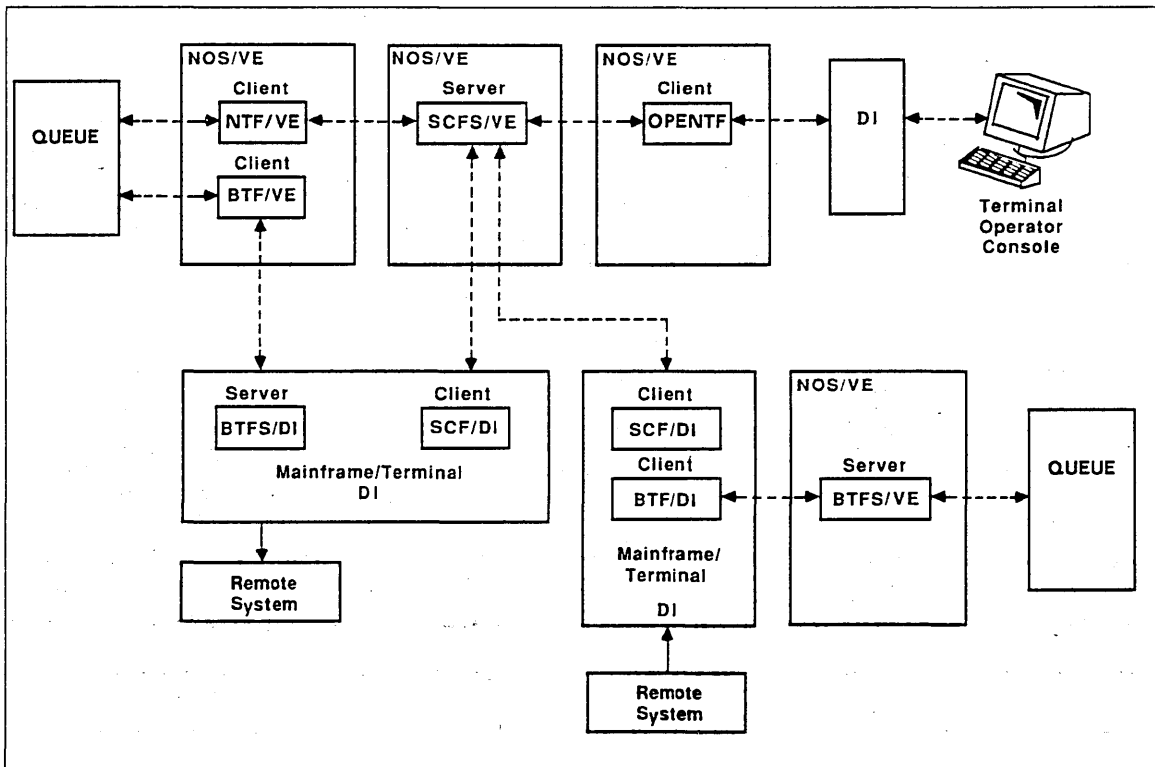 NOS/VE
NOS/VE
NOS/VE
QUEUE
Client
NTF/VE
Client
BTF/VE
Server
SCFS/VE
Client
OPENTF
DI
Terminal
Operator
Console
Server
BTFS/DI
Client
SCF/DI
Mainframe/Terminal
DI
Remote
System
Client
SCF/DI
Client
BTF/DI
Mainframe/
Terminal
DI
Remote
System
NOS/VE
Server
BTFS/VE
QUEUE